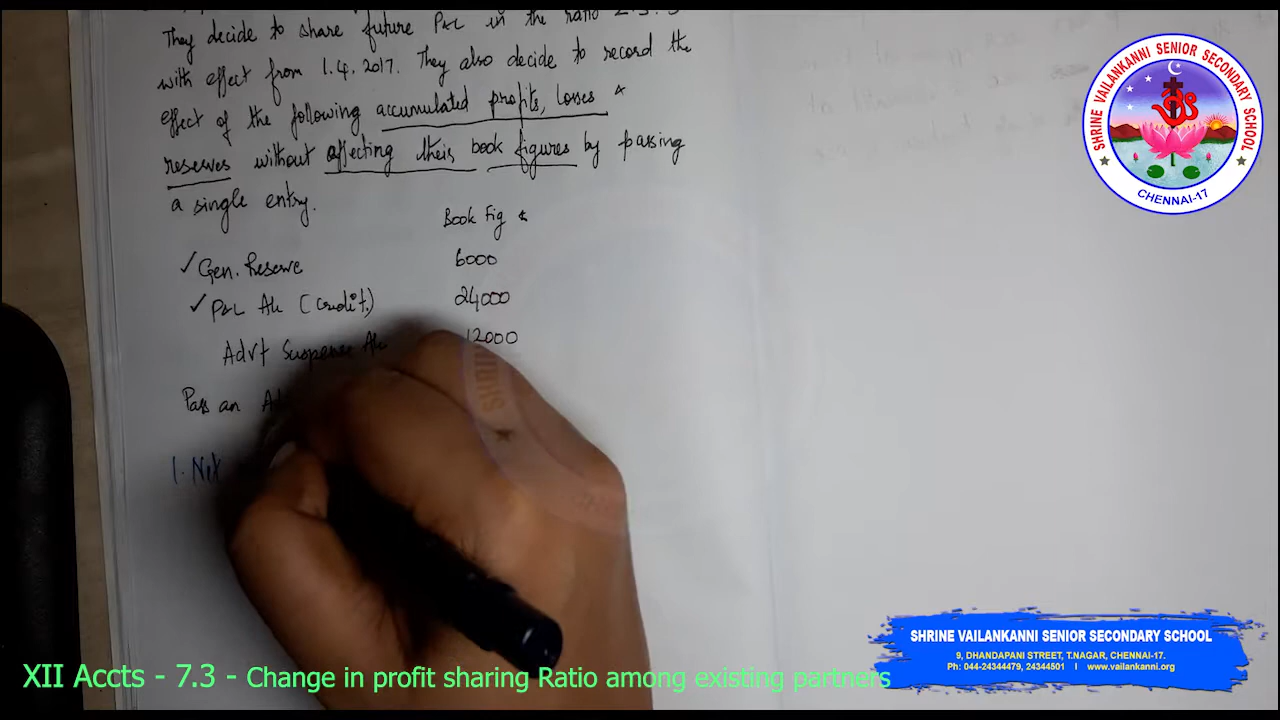 They decide to share future P&L in the ratio 2:3:5
with effect from 1.4.2017. They also decide to record the
effect of the following accumulated profits, losses &
reserves without affecting their book figures by passing
a single entry.
Book Fig
✓ Gen. Reserve 6000
✓ P&L A/c (Credit.) 24000
Advt Suspense A/c 12000
Pass an
1. Net
SHRINE VAILANKANNI SENIOR SECONDARY SCHOOL
CHENNAI-17
SHRINE VAILANKANNI SENIOR SECONDARY SCHOOL
9, DHANDAPANI STREET, T.NAGAR, CHENNAI-17.
Ph: 044-24344479, 24344501 I www.vailankanni.org
XII Accts - 7.3 - Change in profit sharing Ratio among existing partners